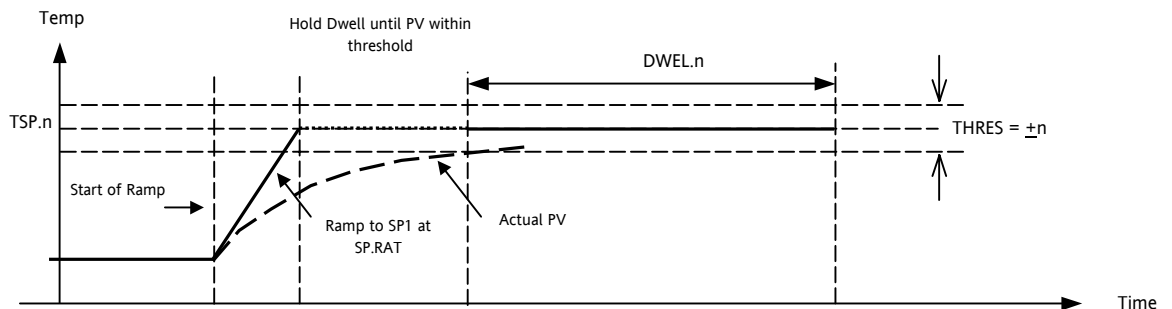 Temp
Hold Dwell until PV within
threshold
DWEL.n
TSP.n
THRES = ±n
Start of Ramp
Ramp to SP1 at
SP.RAT
Actual PV
Time